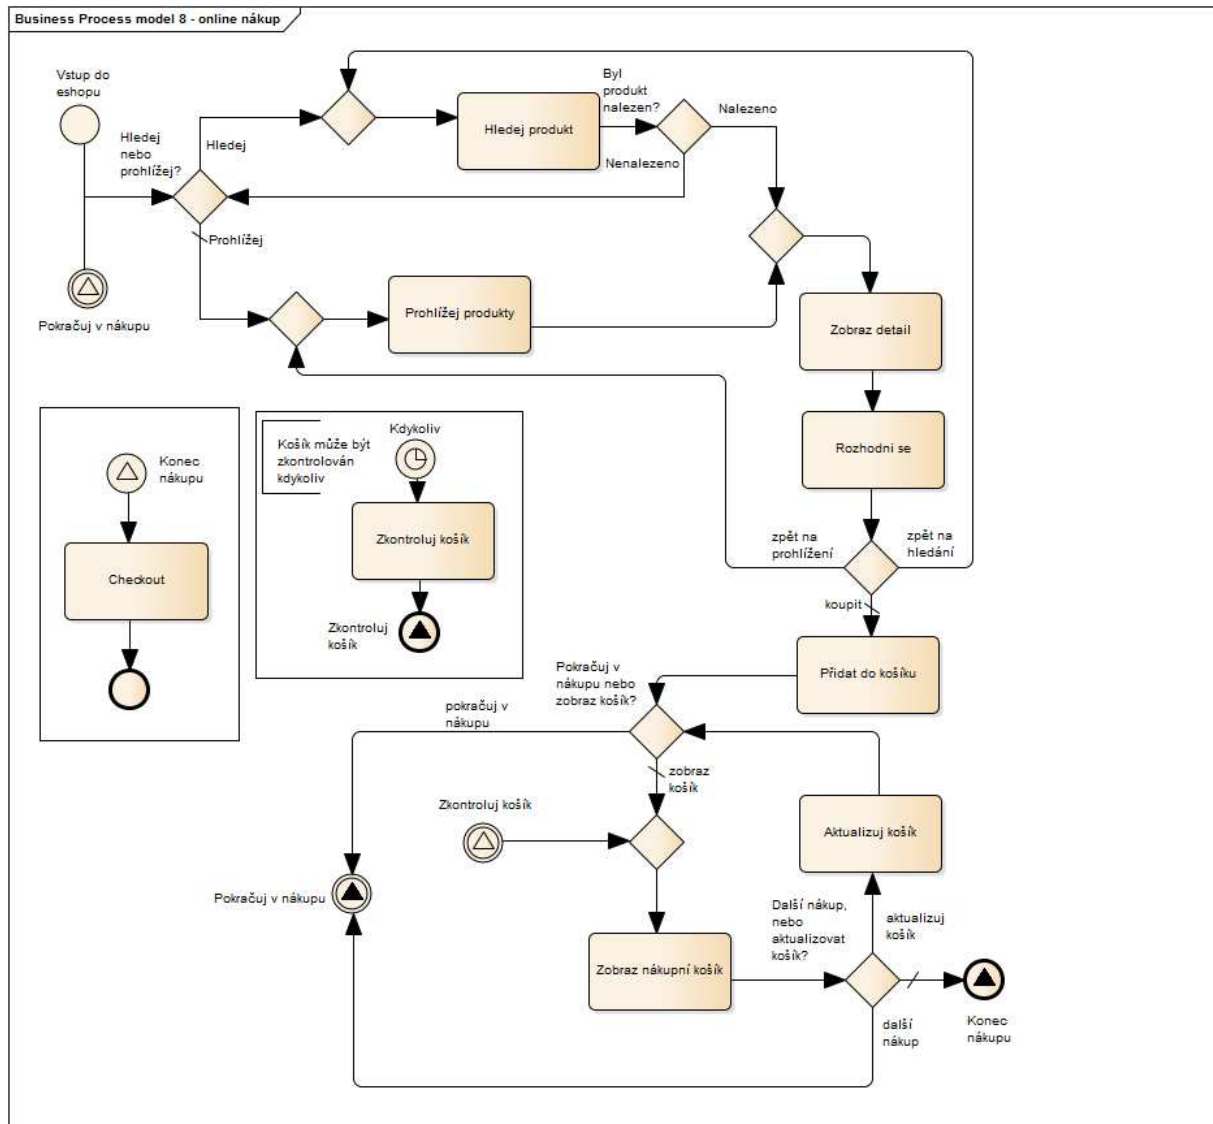 Business Process model 8 - online nákup
Vstup do
eshopu
Hledej
nebo
prohlížej?
Hledej
Hledej produkt
Byl
produkt
nalezen?
Nalezeno
Nenalezeno
Prohlížej
Pokračuj v nákupu
Prohlížej produkty
Zobraz detail
Rozhodni se
zpět na
prohlížení
zpět na
hledání
koupit
Přidat do košíku
Konec
nákupu
Checkout
Košík může být
zkontrolován
kdykoliv
Kdykoliv
Zkontroluj košík
Zkontroluj
košík
Pokračuj v
nákupu nebo
zobraz košík?
pokračuj v
nákupu
zobraz
košík
Zkontroluj košík
Aktualizuj košík
Pokračuj v nákupu
Zobraz nákupní košík
Další nákup,
nebo
aktualizovat
košík?
aktualizuj
košík
další
nákup
Konec
nákupu